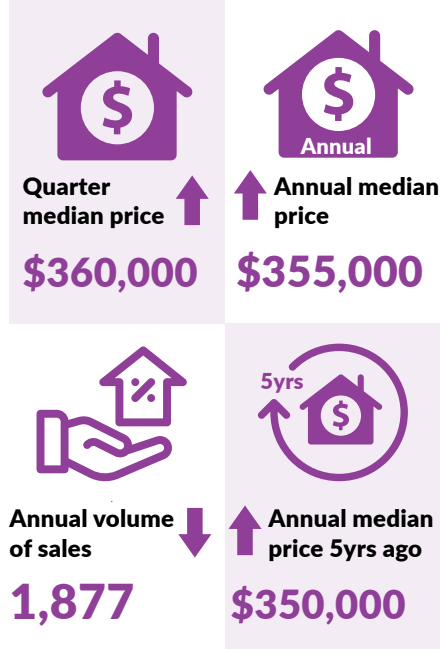 $
$
Annual
Quarter
median price
$360,000
Annual median
price
$355,000
%
5yrs
$
Annual volume
of sales
1,877
Annual median
price 5yrs ago
$350,000